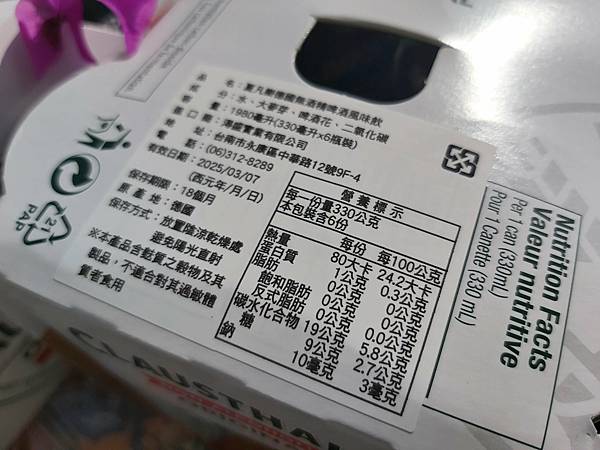 品名：夏凡樂德國無酒精啤酒風味飲
成分：水、大麥芽、啤酒花、二氧化碳
容量：1980毫升(330毫升x6瓶裝)
進口商：海盛實業有限公司
地址：台南市永康區中華路12號9F-4
電話：(06)312-8289
有效日期：2025/03/07
(西元年/月/日)
保存期限：18個月
原產地：德國
保存方式：放置陰涼乾燥處
避免陽光直射
※本產品含麩質之穀物及其
製品，不適合對其過敏體
質者食用
營養標示
每一份量330公克
本包裝含6份
每份 每100公克
熱量 80大卡 24.2大卡
蛋白質 1公克 0.3公克
脂肪 0公克 0公克
飽和脂肪 0公克 0公克
反式脂肪 0公克 0.0公克
碳水化合物 19公克 5.8公克
糖 9公克 2.7公克
鈉 10毫克 3毫克
Nutrition Facts
Valeur nutritive
Per 1 can (330mL)
Pour 1 Canette (330 mL)
21
PAP
CLAUSTHA